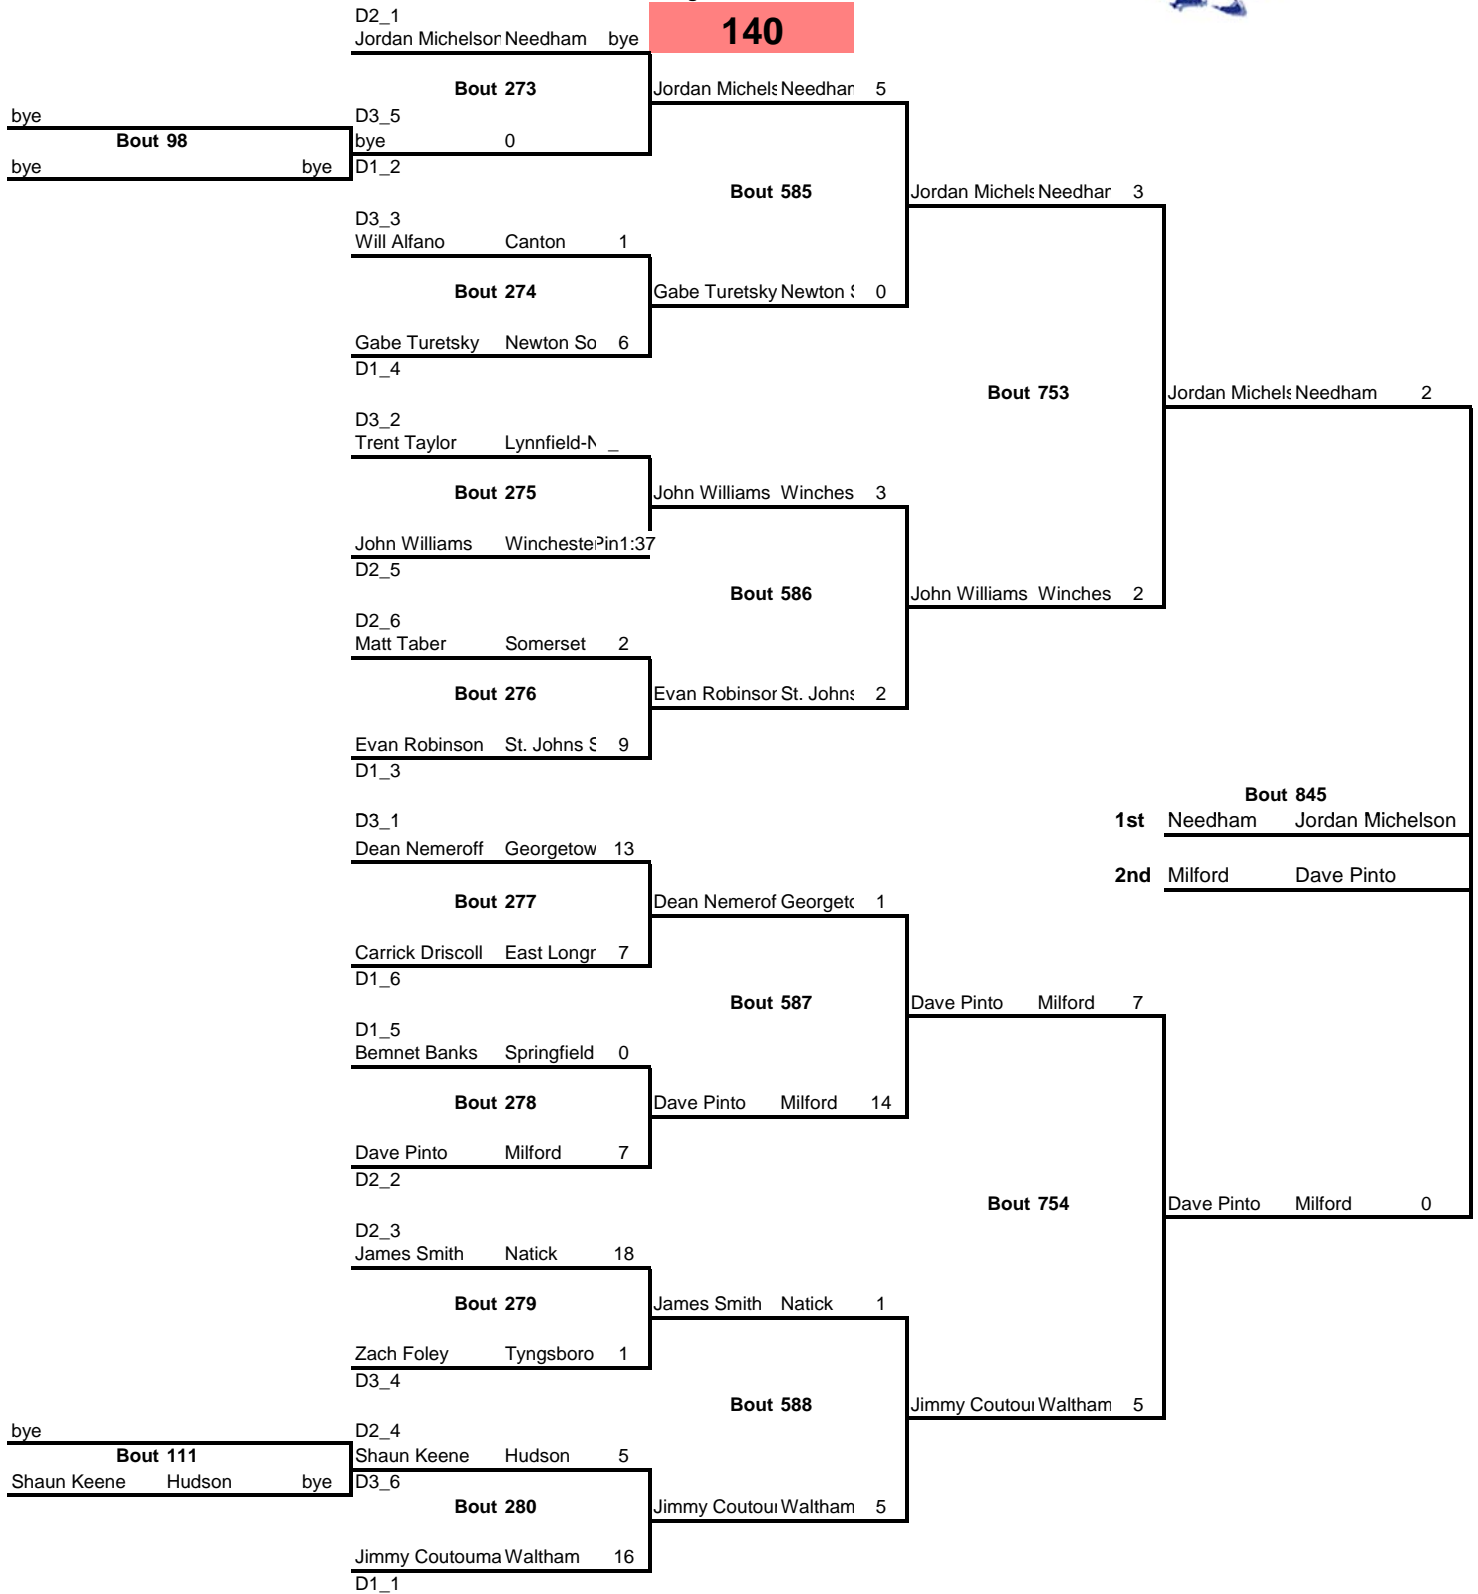 D2_1
140
Jordan Michelson Needham bye
Bout 273
Jordan Michels Needhar 5
bye
D3_5
Bout 98
bye 0
bye bye
D1_2
Bout 585
Jordan Michels Needhar 3
D3_3
Will Alfano Canton 1
Bout 274
Gabe Turetsky Newton 0
Gabe Turetsky Newton So 6
D1_4
Bout 753
Jordan Michels Needham 2
D3_2
Trent Taylor Lynnfield-N _
Bout 275
John Williams Winches 3
John Williams Winchester Pin1:37
D2_5
Bout 586
John Williams Winches 2
D2_6
Matt Taber Somerset 2
Bout 276
Evan Robinson St. Johns 2
Evan Robinson St. Johns S 9
D1_3
Bout 845
D3_1
1st Needham Jordan Michelson
Dean Nemeroff Georgetow 13
2nd Milford Dave Pinto
Bout 277
Dean Nemerof Georgeto 1
Carrick Driscoll East Longr 7
D1_6
Bout 587
Dave Pinto Milford 7
D1_5
Bemnet Banks Springfield 0
Bout 278
Dave Pinto Milford 14
Dave Pinto Milford 7
D2_2
Bout 754
Dave Pinto Milford 0
D2_3
James Smith Natick 18
Bout 279
James Smith Natick 1
Zach Foley Tyngsboro 1
D3_4
Bout 588
Jimmy Coutou Waltham 5
bye
D2_4
Bout 111
Shaun Keene Hudson 5
Shaun Keene Hudson bye
D3_6
Bout 280
Jimmy Coutou Waltham 5
Jimmy Coutouma Waltham 16
D1_1